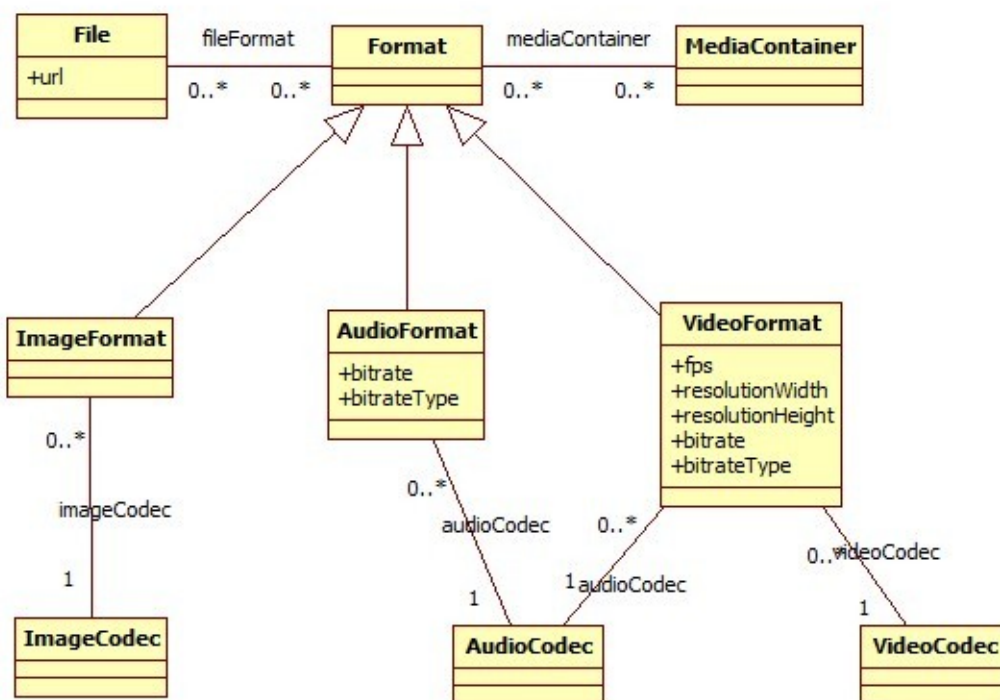 File
fileFormat
Format
mediaContainer
MediaContainer
+url
0..*
0..*
0..*
0..*
ImageFormat
AudioFormat
+bitrate
+bitrateType
VideoFormat
+fps
+resolutionWidth
+resolutionHeight
+bitrate
+bitrateType
0..*
imageCodec
1
0..*
audioCodec
1
0..*
1
audioCodec
0..*
videoCodec
1
ImageCodec
AudioCodec
VideoCodec